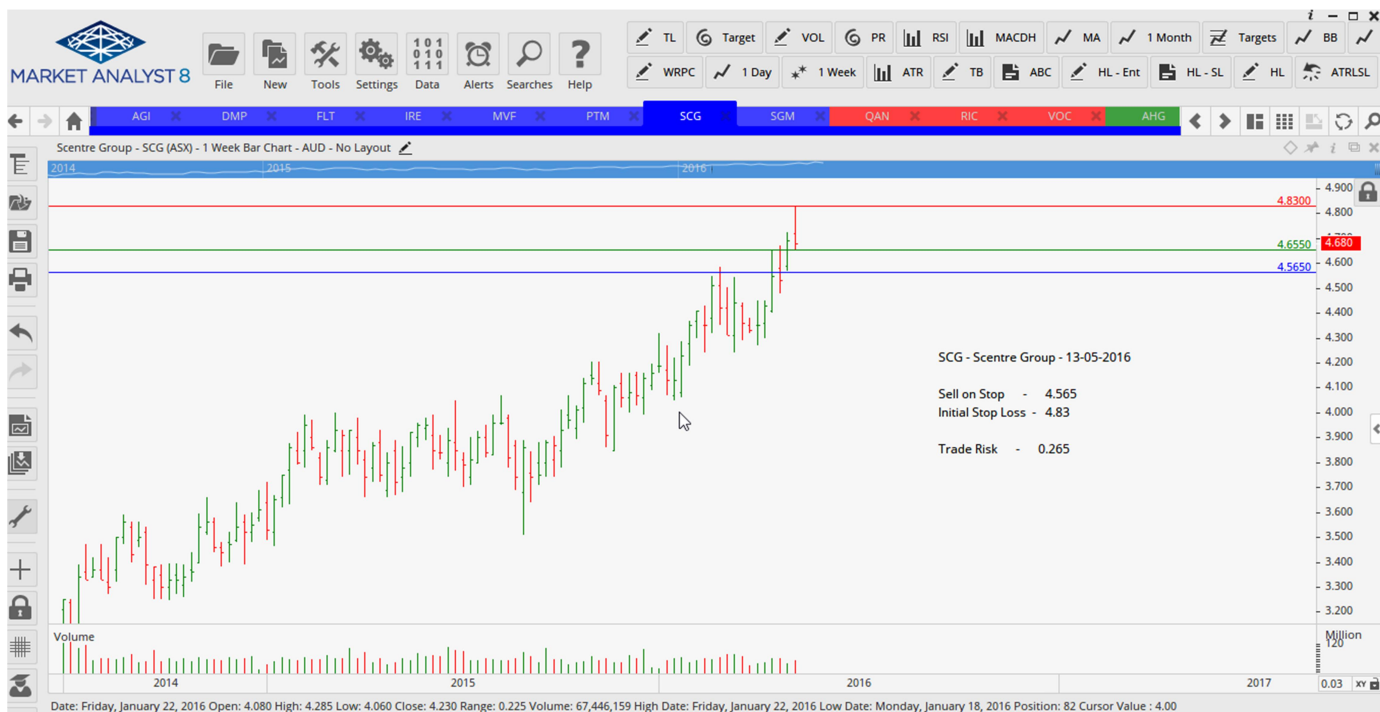 i
MARKET ANALYST 8
File New Tools Settings Data Alerts Searches Help
101
010
111
TL Target VOL PR RSI MACDH MA 1 Month Targets BB
WRPC 1 Day 1 Week ATR TB ABC HL - Ent HL - SL HL ATRLSL
AGI DMP FLT IRE MVF PTM SCG SGM QAN RIC VOC AHG
Scentre Group - SCG (ASX) - 1 Week Bar Chart - AUD - No Layout
2014 2015 2016
4.900
4.8300
4.800
4.6550
4.680
4.600
4.5650
4.500
4.400
4.300
4.200
4.100
4.000
3.900
3.800
3.700
3.600
3.500
3.400
3.300
3.200
SCG - Scentre Group - 13-05-2016
Sell on Stop - 4.565
Initial Stop Loss - 4.83
Trade Risk - 0.265
Volume
Million
120
2014 2015 2016 2017
0.03 XY
Date: Friday, January 22, 2016 Open: 4.080 High: 4.285 Low: 4.060 Close: 4.230 Range: 0.225 Volume: 67,446,159 High Date: Friday, January 22, 2016 Low Date: Monday, January 18, 2016 Position: 82 Cursor Value : 4.00